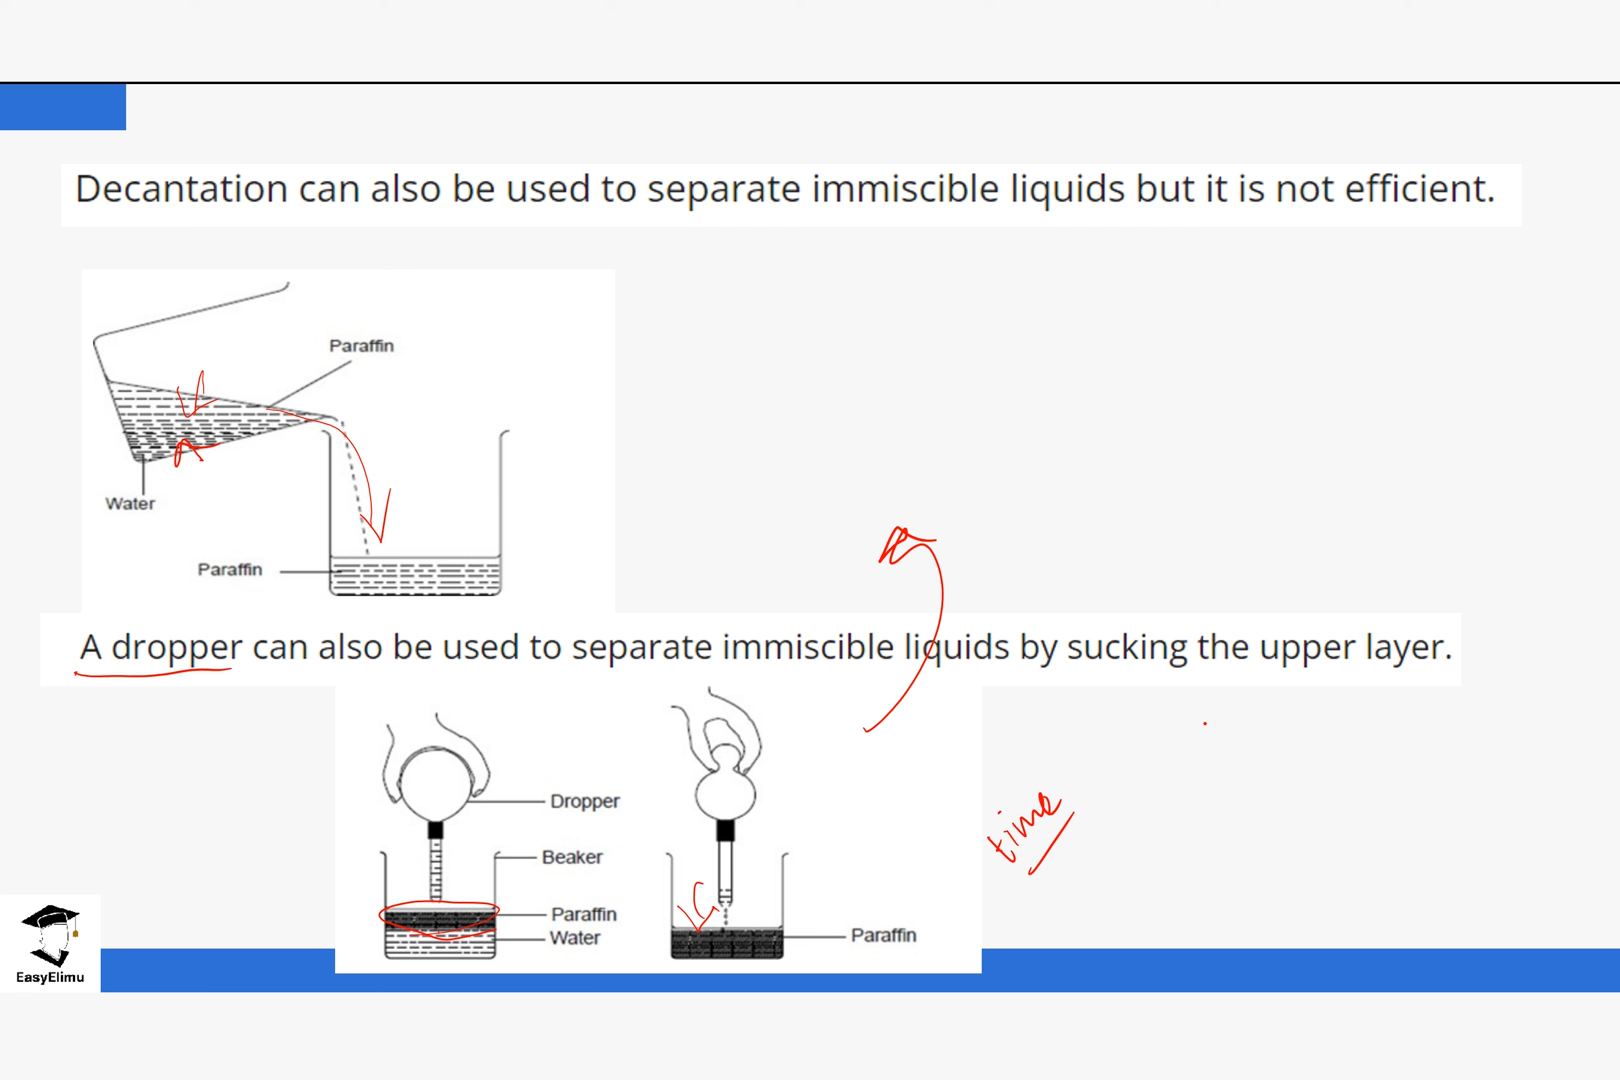 Decantation can also be used to separate immiscible liquids but it is not efficient.
Paraffin
Water
Paraffin
A dropper can also be used to separate immiscible liquids by sucking the upper layer.
Dropper
Beaker
Paraffin
Water
Paraffin
time
EasyElimu